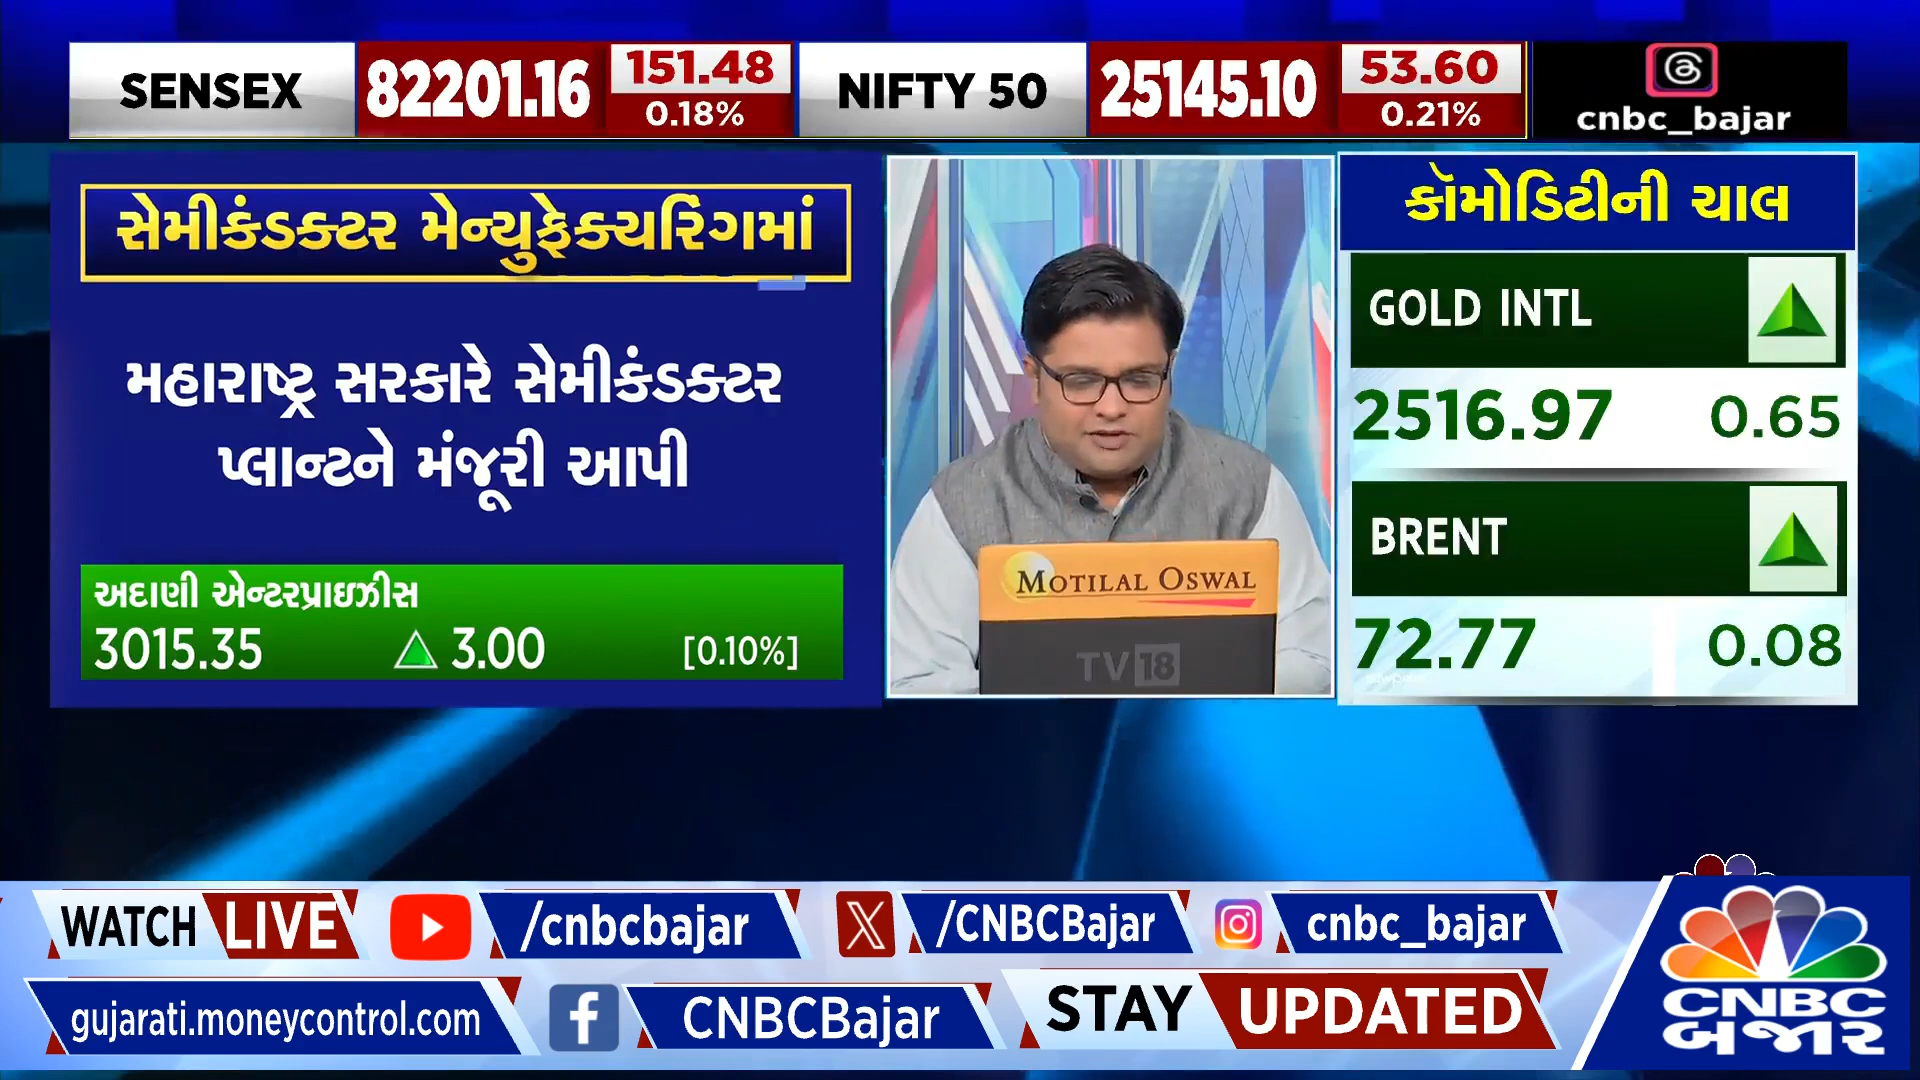 SENSEX 82201.16 151.48 0.18%
NIFTY 50 25145.10 53.60 0.21%
cnbc_bajar
સેમીકંડક્ટર મેન્યુફેક્ચરિંગમાં
મહારાષ્ટ્ર સરકારે સેમીકંડક્ટર
પ્લાન્ટને મંજૂરી આપી
અદાણી એન્ટરપ્રાઇઝીસ
3015.35 3.00 [0.10%]
MOTILAL OSWAL
TV18
કૉમોડિટીની ચાલ
GOLD INTL
2516.97 0.65
BRENT
72.77 0.08
WATCH LIVE /cnbcbajar /CNBCBajar cnbc_bajar
gujarati.moneycontrol.com CNBCBajar STAY UPDATED
CNBC
બજાર